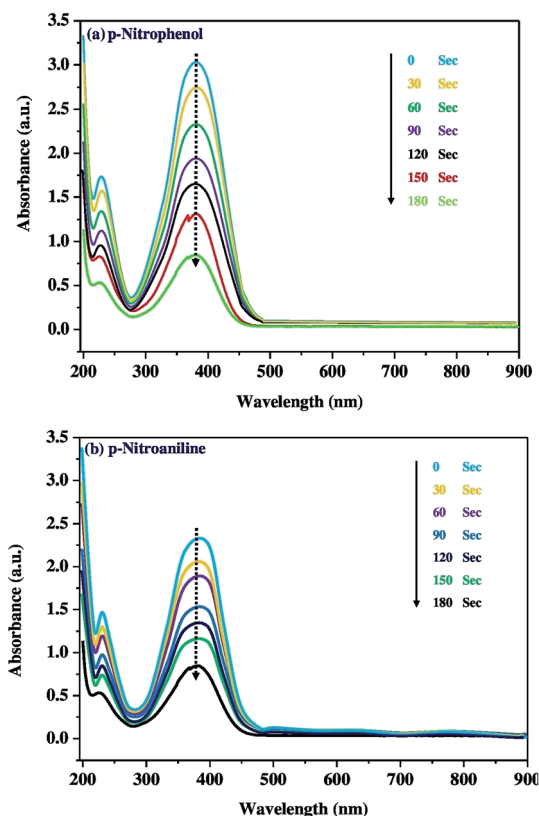 (a) p-Nitrophenol
3.5
3.0
2.5
2.0
1.5
1.0
0.5
0.0
Absorbance (a.u.)
0 Sec
30 Sec
60 Sec
90 Sec
120 Sec
150 Sec
180 Sec
200 300 400 500 600 700 800 900
Wavelength (nm)
(b) p-Nitroaniline
3.5
3.0
2.5
2.0
1.5
1.0
0.5
0.0
Absorbance (a.u.)
0 Sec
30 Sec
60 Sec
90 Sec
120 Sec
150 Sec
180 Sec
200 300 400 500 600 700 800 900
Wavelength (nm)